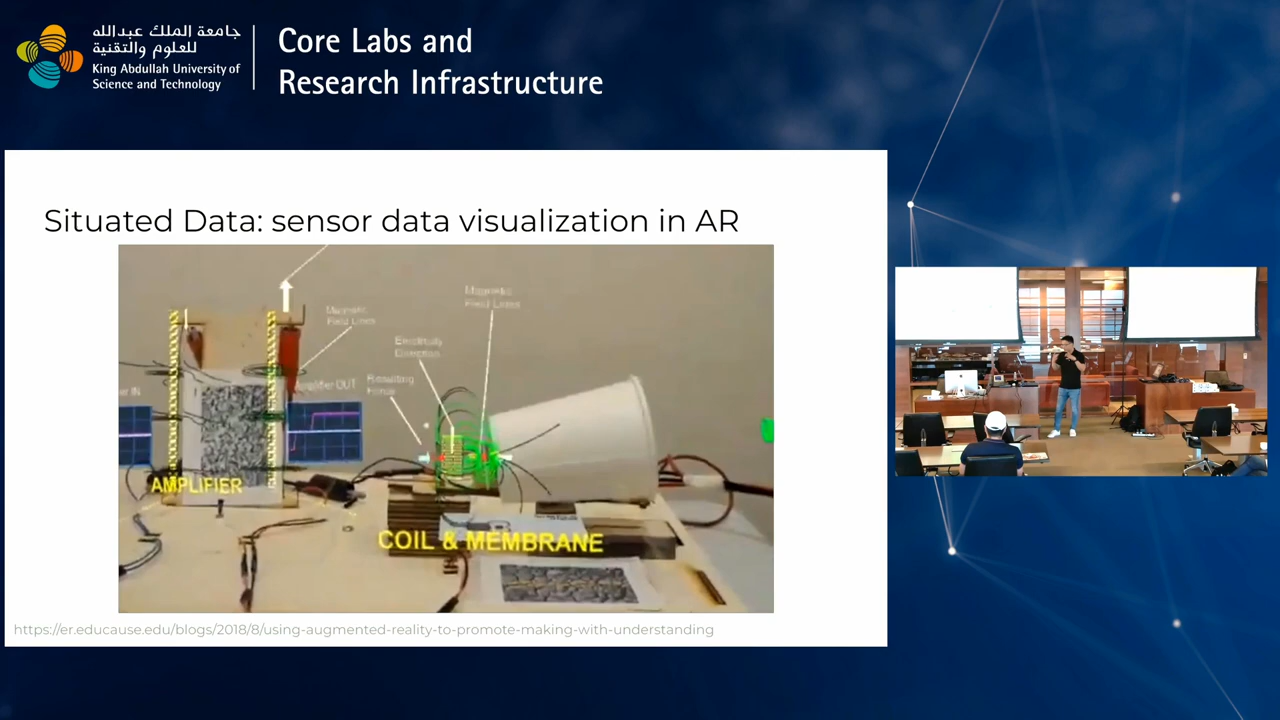 جامعة الملك عبدالله
للعلوم والتقنية
King Abdullah University of
Science and Technology
Core Labs and
Research Infrastructure
Situated Data: sensor data visualization in AR
Magnetic
Field Lines
Magnetic
Field Lines
Electricity
Direction
Resulting
Force
Amplifier OUT
er IN
AMPLIFIER
COIL & MEMBRANE
https://er.educause.edu/blogs/2018/8/using-augmented-reality-to-promote-making-with-understanding